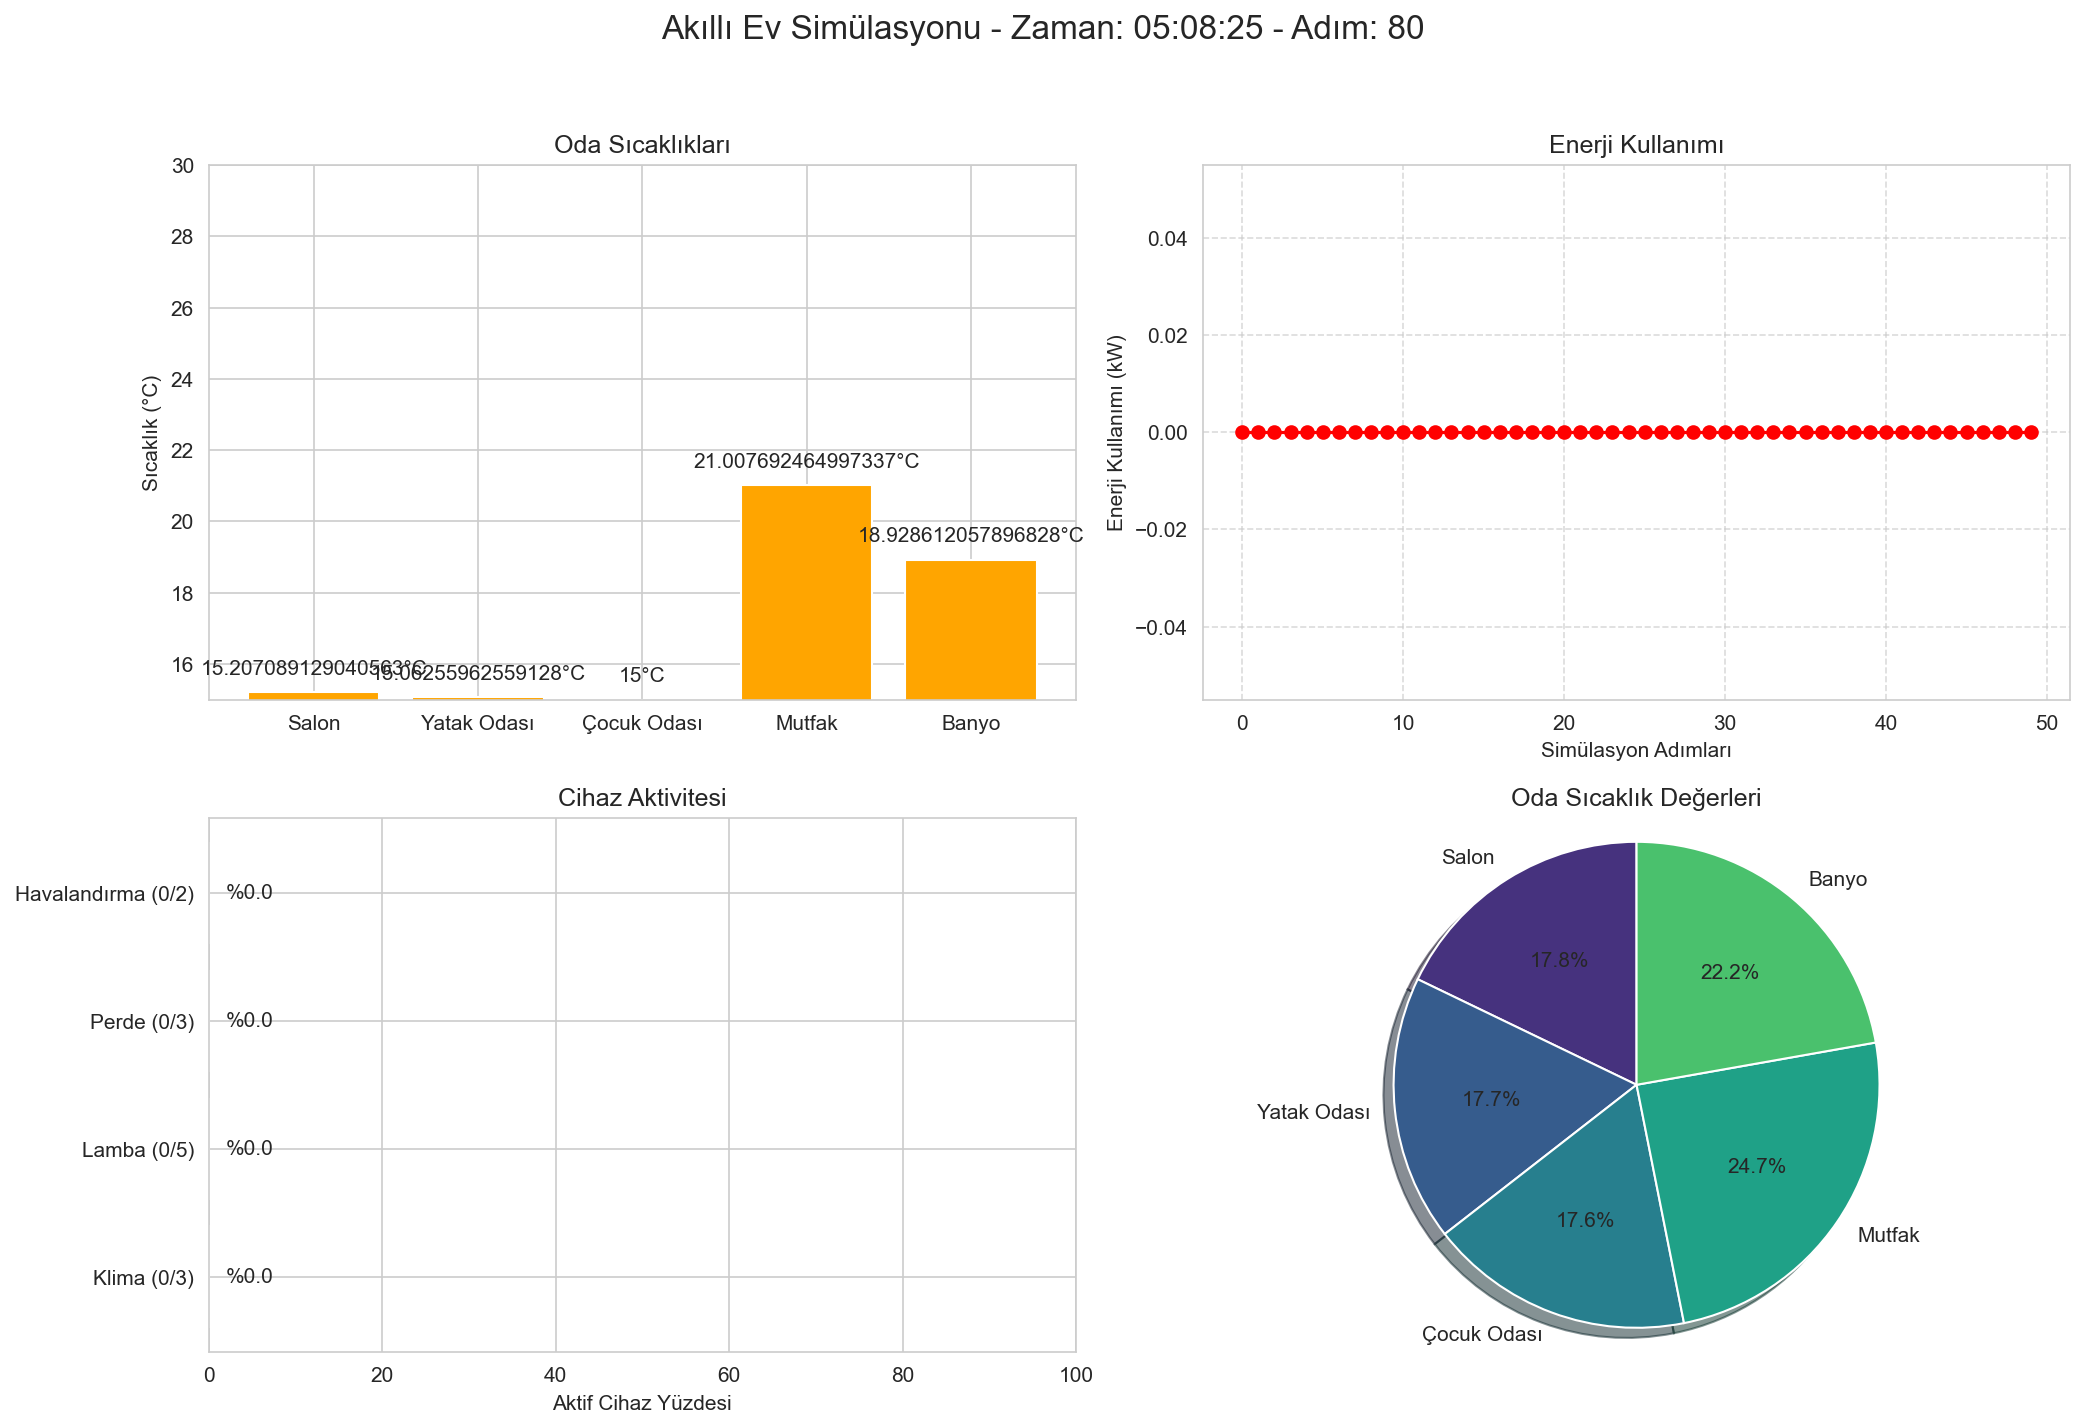 Akıllı Ev Simülasyonu - Zaman: 05:08:25 - Adım: 80
Oda Sıcaklıkları
30
28
26
24
22
20
18
16
Sıcaklık (°C)
21.007692464997337°C
18.928612057896828°C
15.207089129040563°C
15.06255962559128°C
15°C
Salon
Yatak Odası
Çocuk Odası
Mutfak
Banyo
Enerji Kullanımı
0.04
0.02
0.00
−0.02
−0.04
Enerji Kullanımı (kW)
0
10
20
30
40
50
Simülasyon Adımları
Cihaz Aktivitesi
Havalandırma (0/2)
%0.0
Perde (0/3)
%0.0
Lamba (0/5)
%0.0
Klima (0/3)
%0.0
0
20
40
60
80
100
Aktif Cihaz Yüzdesi
Oda Sıcaklık Değerleri
Salon
Banyo
17.8%
22.2%
Yatak Odası
17.7%
24.7%
17.6%
Mutfak
Çocuk Odası